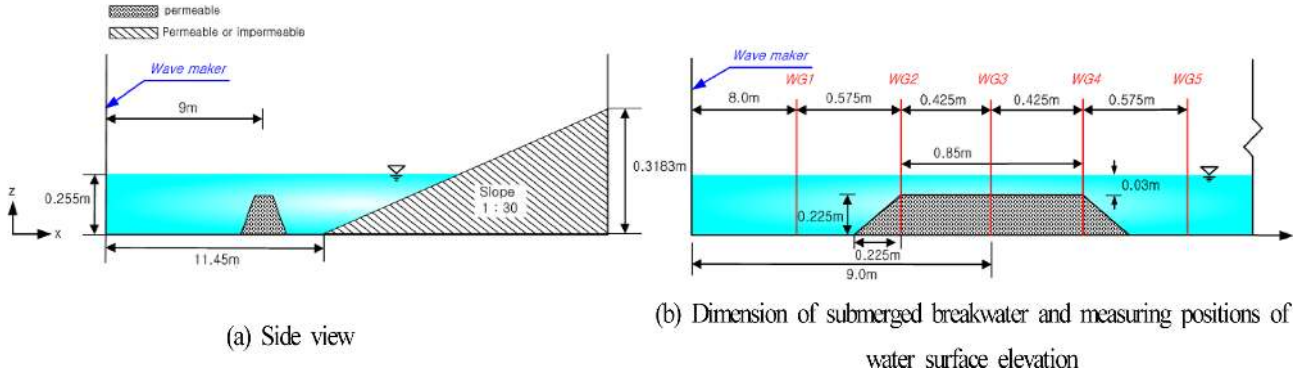 permeable
Permeable or impermeable
Wave maker
9m
0.255m
z
x
11.45m
Slope
1 : 30
0.3183m
(a) Side view
Wave maker
WG1
WG2
WG3
WG4
WG5
8.0m
0.575m
0.425m
0.425m
0.575m
0.85m
0.03m
0.225m
0.225m
9.0m
(b) Dimension of submerged breakwater and measuring positions of
water surface elevation